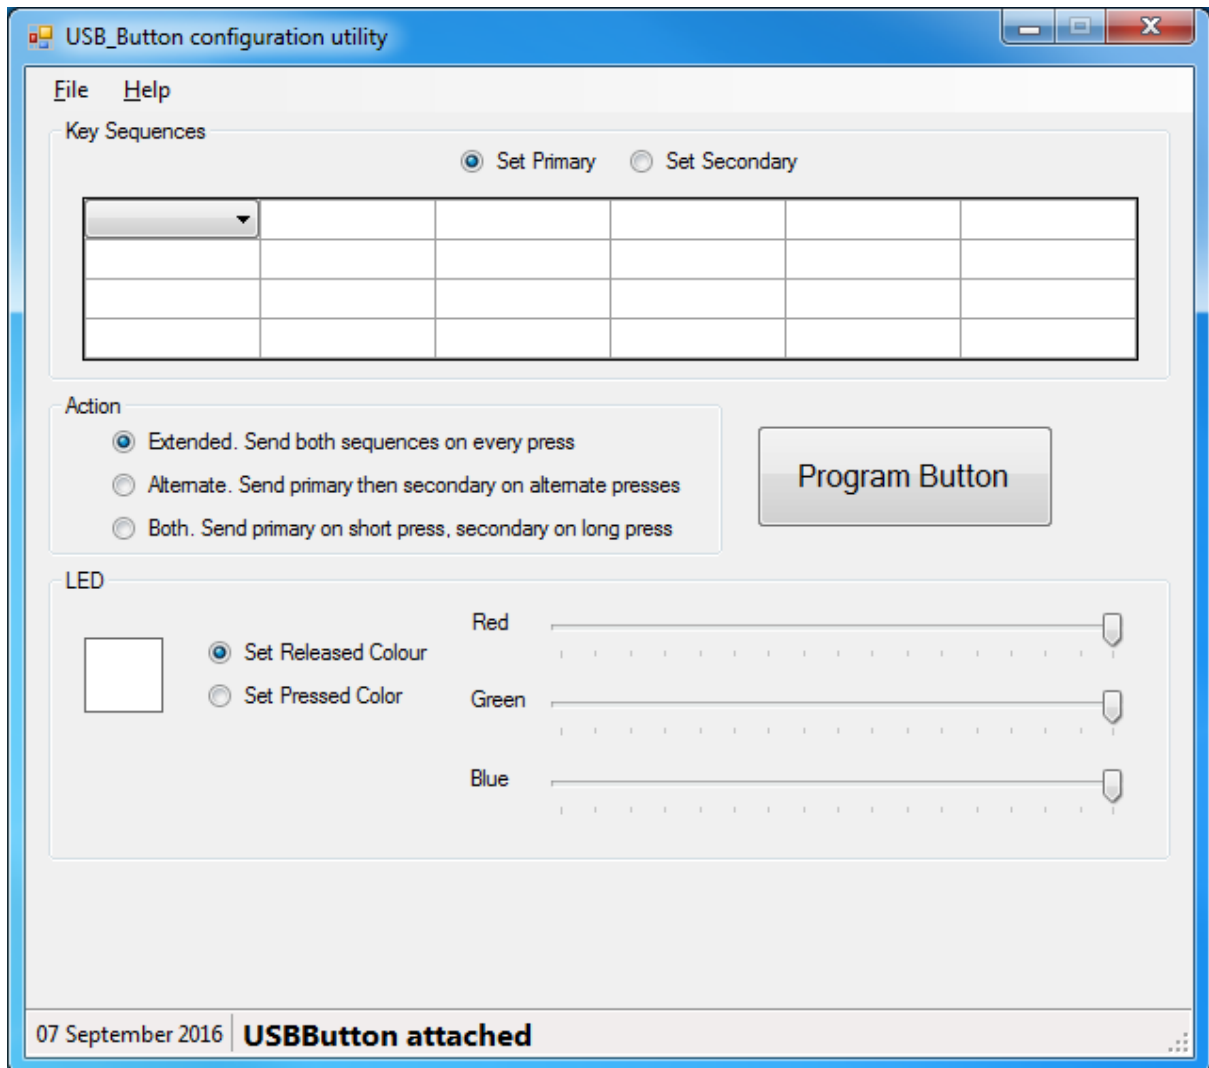 USB_Button configuration utility
File Help
Key Sequences
Set Primary Set Secondary
Action
Extended. Send both sequences on every press
Alternate. Send primary then secondary on alternate presses
Both. Send primary on short press, secondary on long press
Program Button
LED
Red
Set Released Colour
Set Pressed Color
Green
Blue
07 September 2016 USBButton attached